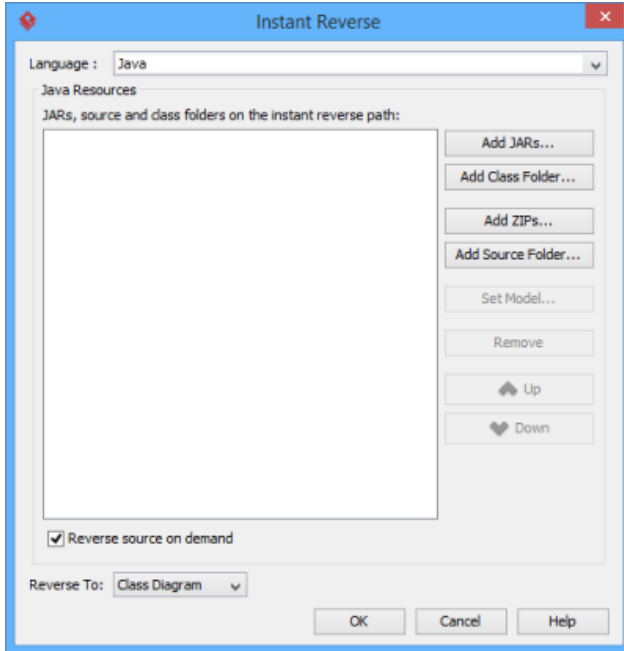 Instant Reverse
Language : Java
Java Resources
JARs, source and class folders on the instant reverse path:
Add JARs...
Add Class Folder...
Add ZIPs...
Add Source Folder...
Set Model...
Remove
Up
Down
Reverse source on demand
Reverse To: Class Diagram
OK Cancel Help